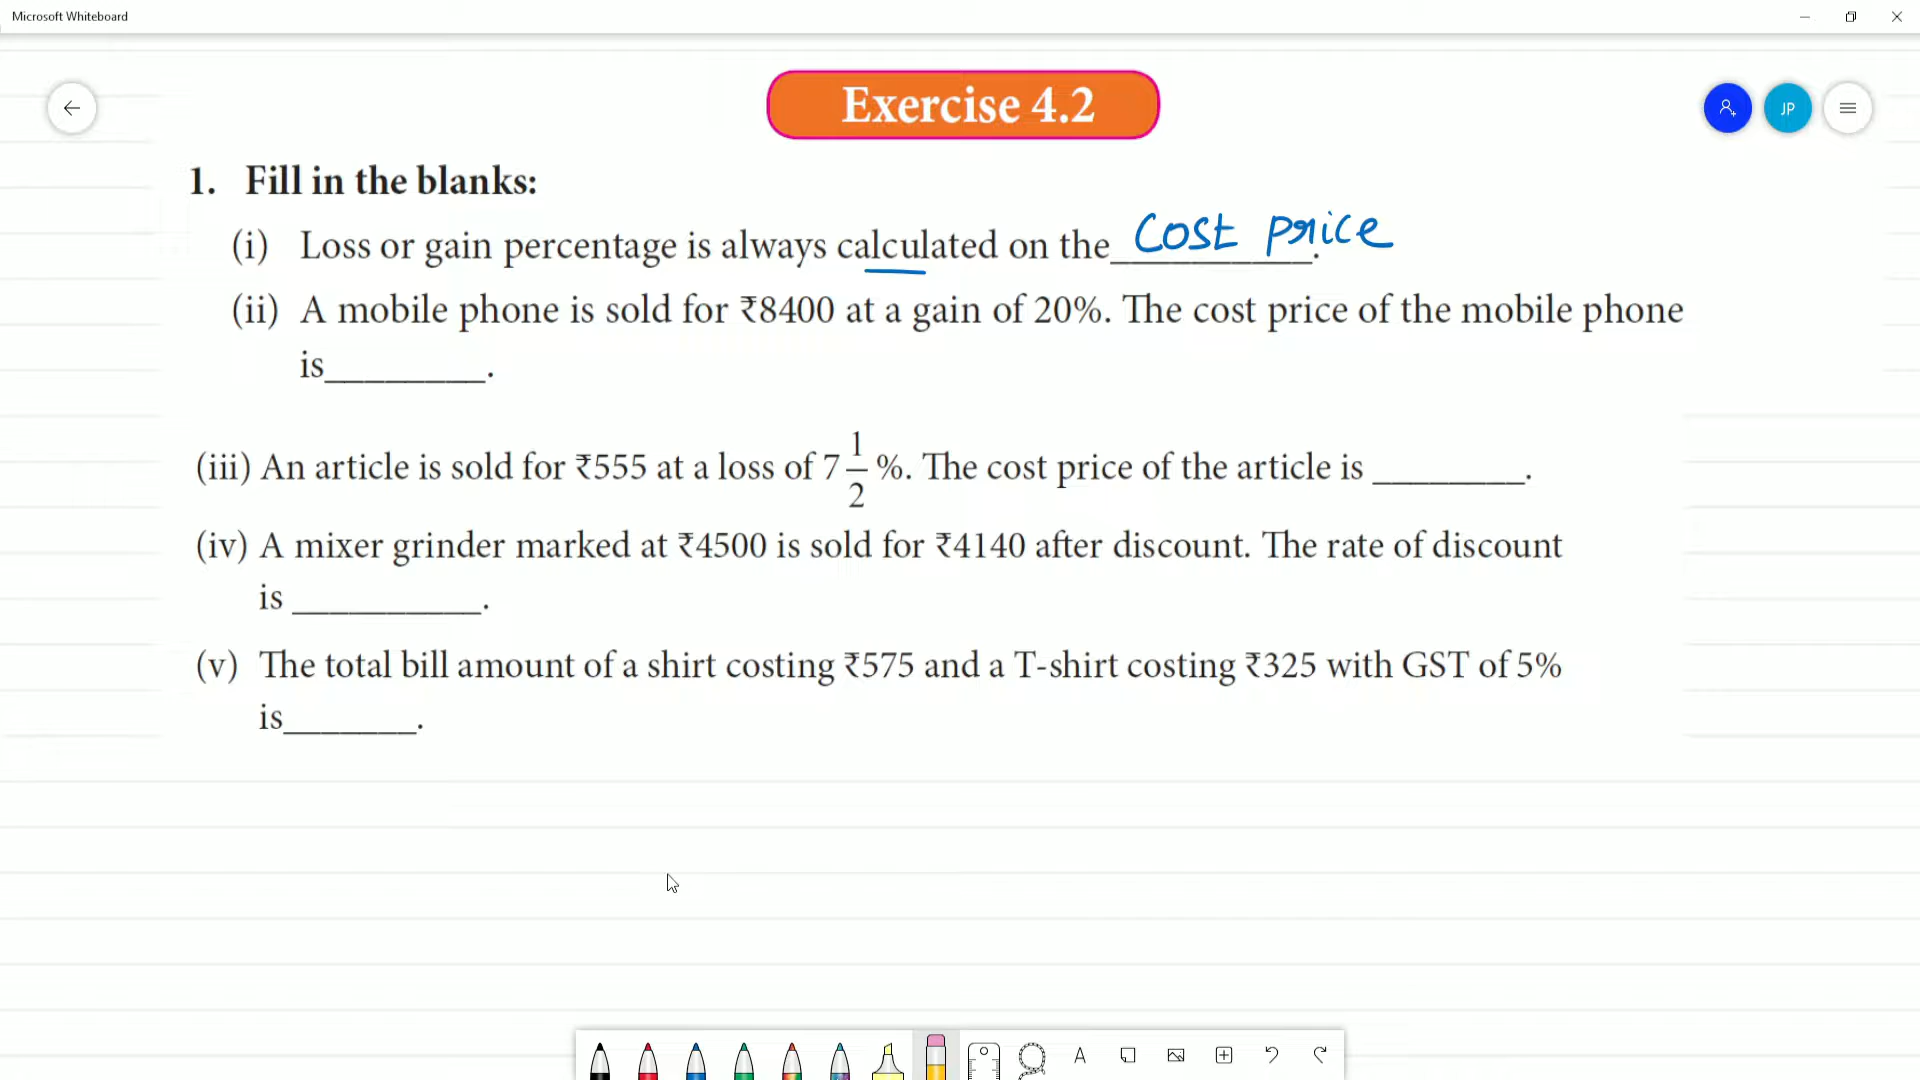 Microsoft Whiteboard
Exercise 4.2
JP
1. Fill in the blanks:
(i) Loss or gain percentage is always calculated on the __________. Cost price
(ii) A mobile phone is sold for ₹8400 at a gain of 20%. The cost price of the mobile phone
is________.
(iii) An article is sold for ₹555 at a loss of 7 1/2 %. The cost price of the article is ________.
(iv) A mixer grinder marked at ₹4500 is sold for ₹4140 after discount. The rate of discount
is __________.
(v) The total bill amount of a shirt costing ₹575 and a T-shirt costing ₹325 with GST of 5%
is_______.
A